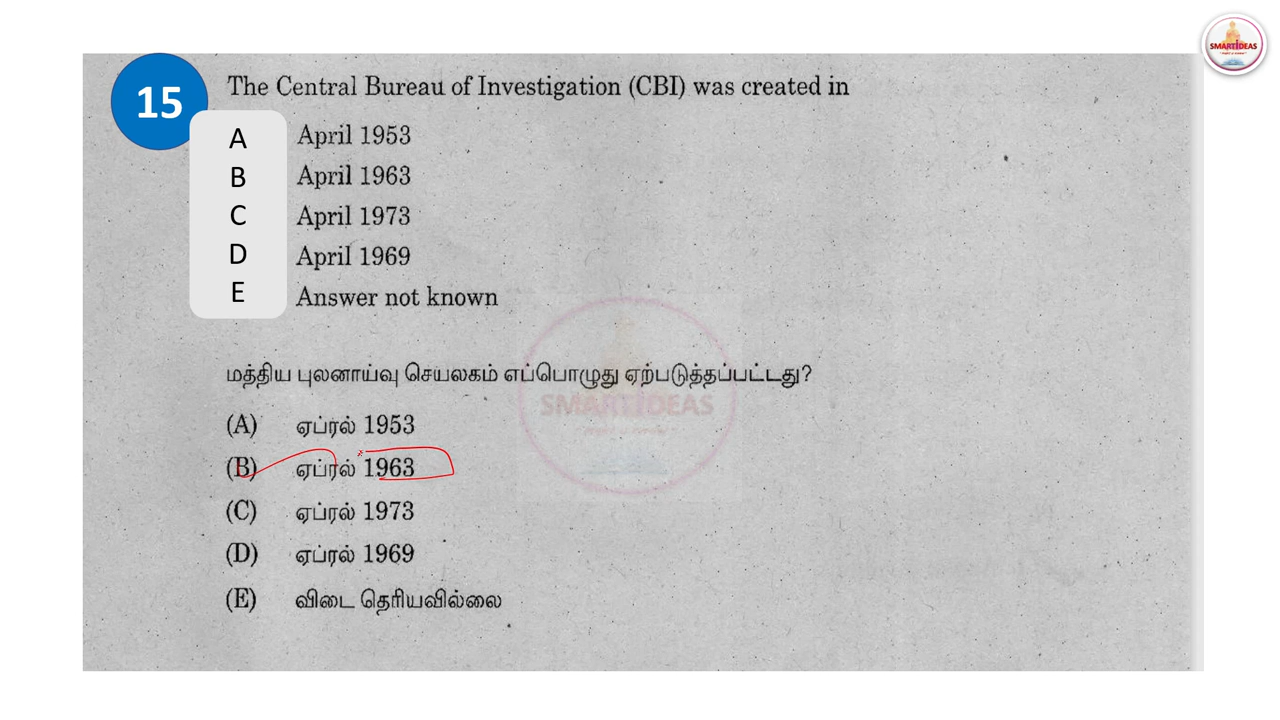 SMARTIDEAS
15
The Central Bureau of Investigation (CBI) was created in
A April 1953
B April 1963
C April 1973
D April 1969
E Answer not known
மத்திய புலனாய்வு செயலகம் எப்பொழுது ஏற்படுத்தப்பட்டது?
SMARTIDEAS
(A) ஏப்ரல் 1953
(B) ஏப்ரல் 1963
(C) ஏப்ரல் 1973
(D) ஏப்ரல் 1969
(E) விடை தெரியவில்லை